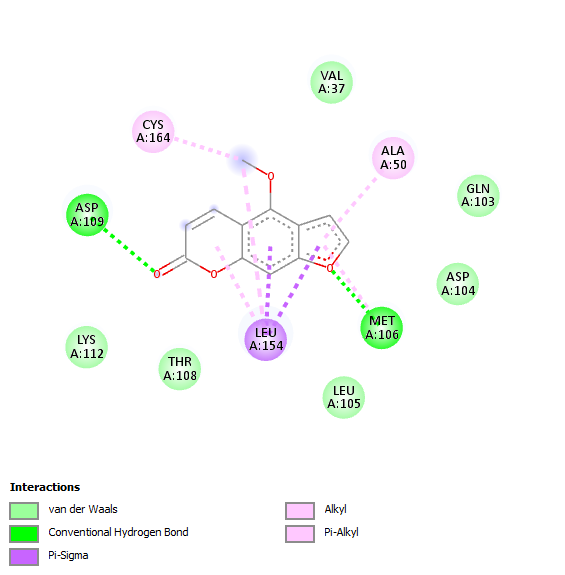 VAL
A:37
CYS
A:164
ALA
A:50
GLN
A:103
O
ASP
A:109
O
O
O
ASP
A:104
MET
A:106
LEU
A:154
LYS
A:112
THR
A:108
LEU
A:105
Interactions
van der Waals
Conventional Hydrogen Bond
Pi-Sigma
Alkyl
Pi-Alkyl